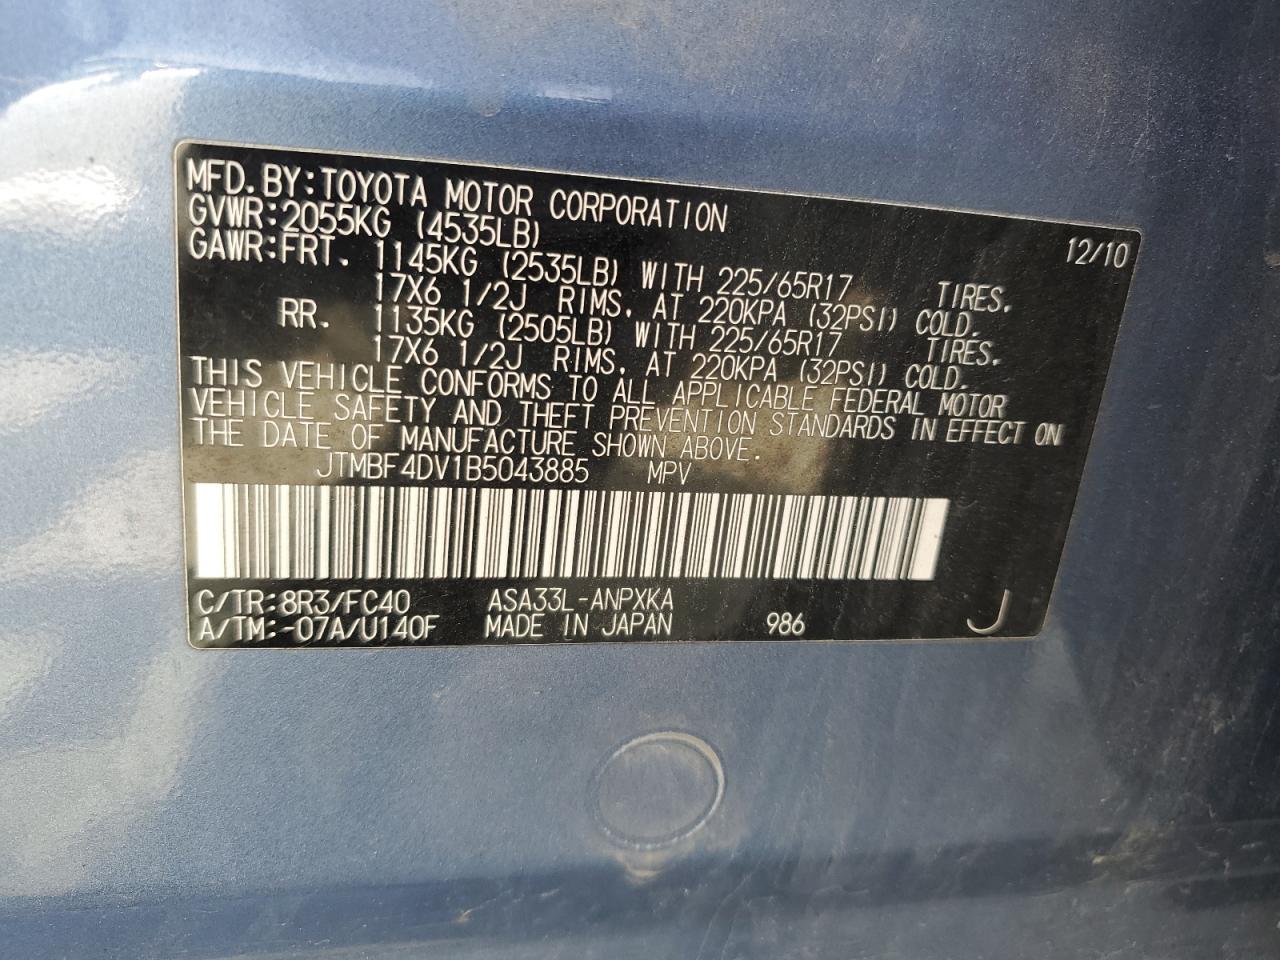 MFD.BY:TOYOTA MOTOR CORPORATION 12/10
GVWR:2055KG (4535LB)
GAWR:FRT. 1145KG (2535LB) WITH 225/65R17 TIRES.
17X6 1/2J RIMS, AT 220KPA (32PSI) COLD.
RR. 1135KG (2505LB) WITH 225/65R17 TIRES.
17X6 1/2J RIMS, AT 220KPA (32PSI) COLD.
THIS VEHICLE CONFORMS TO ALL APPLICABLE FEDERAL MOTOR
VEHICLE SAFETY AND THEFT PREVENTION STANDARDS IN EFFECT ON
THE DATE OF MANUFACTURE SHOWN ABOVE.
JTMBF4DV1B5043885 MPV
C/TR:8R3/FC40 ASA33L-ANPXKA
A/TM:-07A/U140F MADE IN JAPAN 986 J